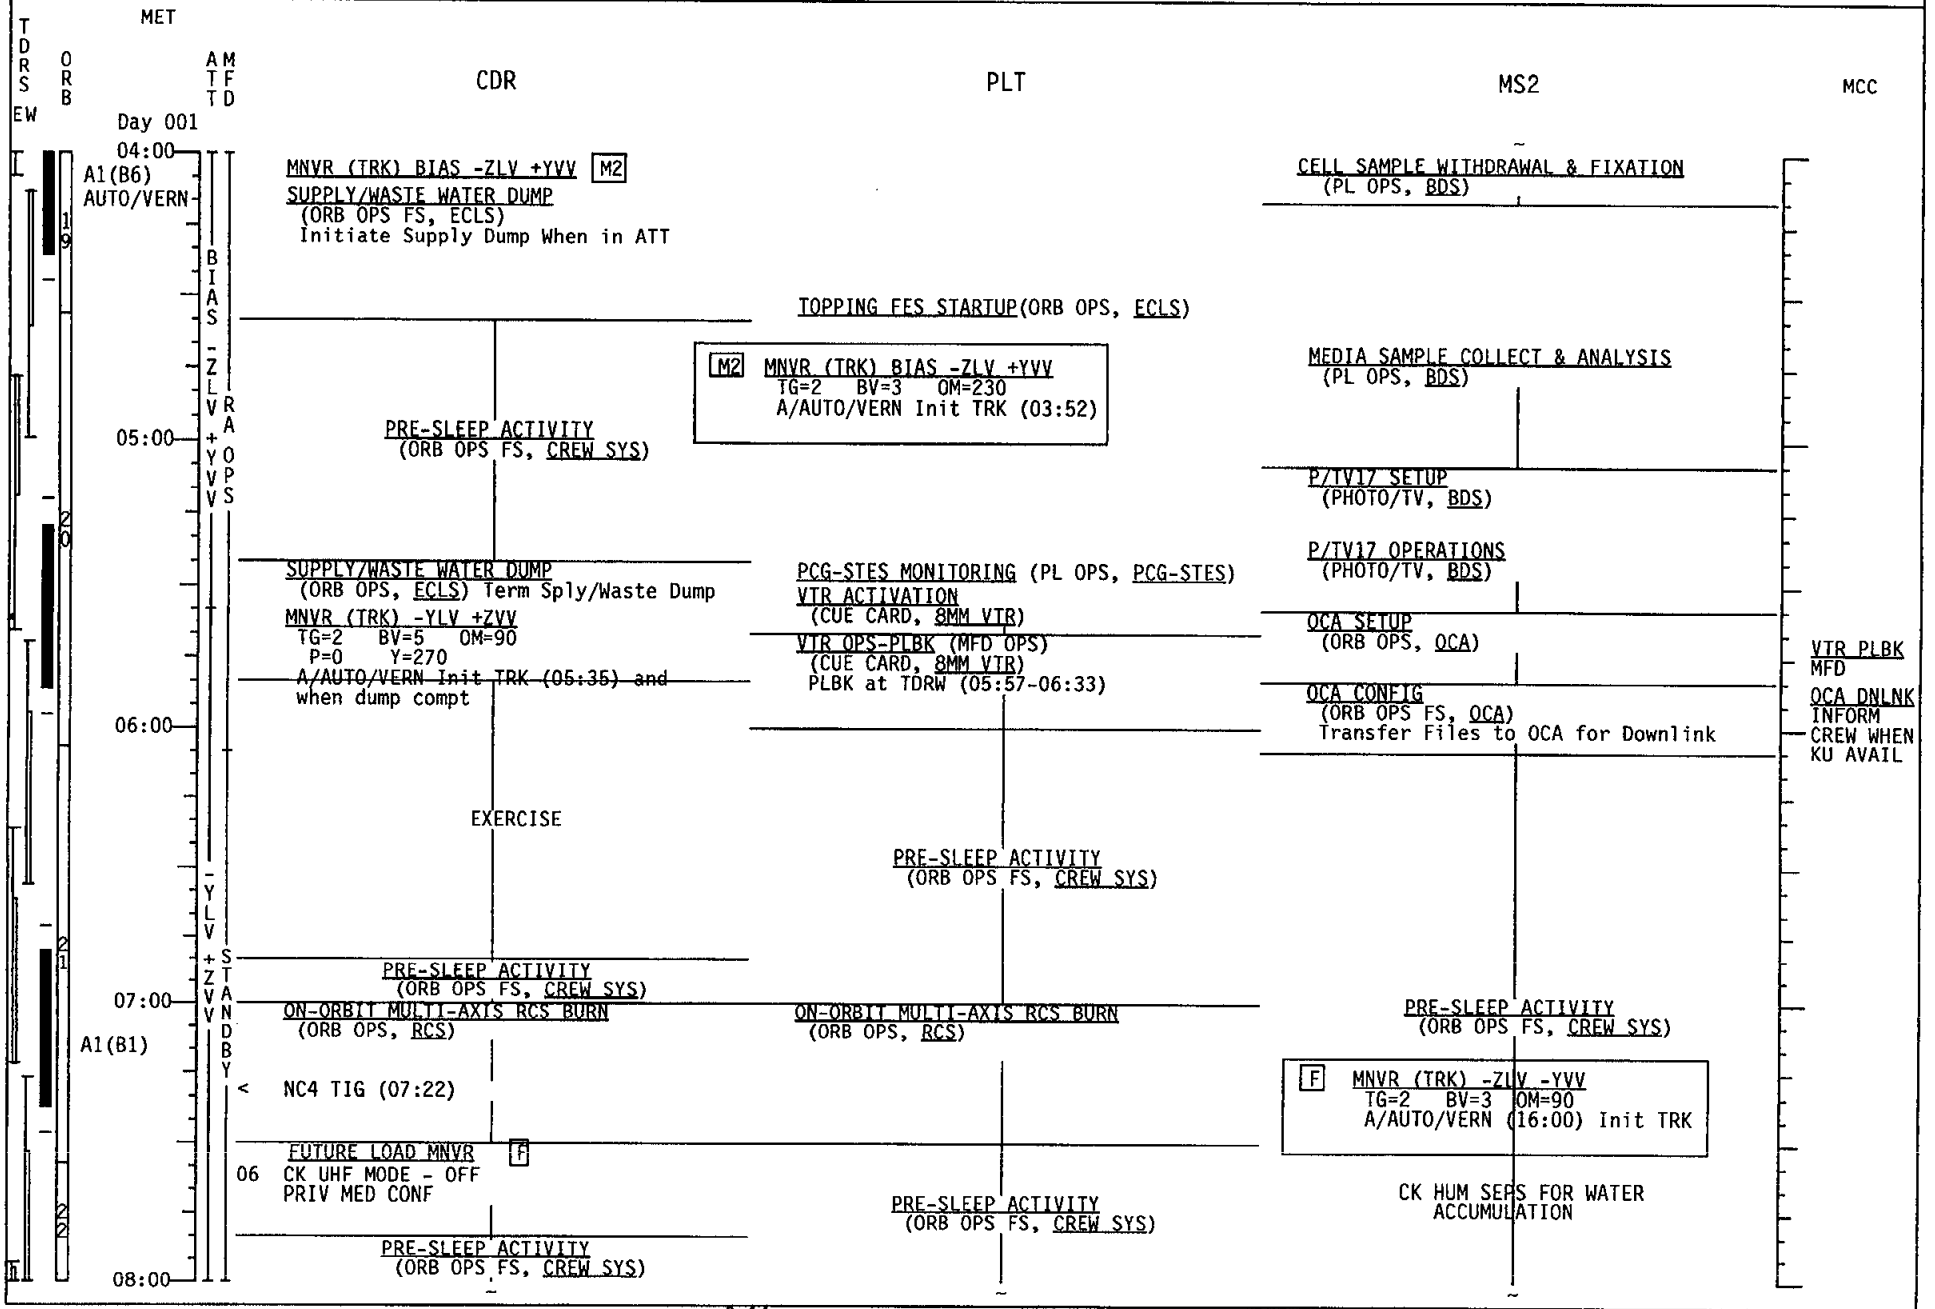 MET
TDRS
EW
ORB
ATT
MFD
CDR
PLT
MS2
MCC
Day 001
04:00
A1(B6)
AUTO/VERN
19
BIAS -ZLV +YVV
RA OPS
MNVR (TRK) BIAS -ZLV +YVV M2
SUPPLY/WASTE WATER DUMP
(ORB OPS FS, ECLS)
Initiate Supply Dump When in ATT
PRE-SLEEP ACTIVITY
(ORB OPS FS, CREW SYS)
05:00
20
SUPPLY/WASTE WATER DUMP
(ORB OPS, ECLS) Term Sply/Waste Dump
MNVR (TRK) -YLV +ZVV
TG=2 BV=5 OM=90
P=0 Y=270
A/AUTO/VERN Init TRK (05:35) and
when dump compt
06:00
EXERCISE
-YLV +ZVV
STANDBY
21
PRE-SLEEP ACTIVITY
(ORB OPS FS, CREW SYS)
07:00
ON-ORBIT MULTI-AXIS RCS BURN
(ORB OPS, RCS)
A1(B1)
< NC4 TIG (07:22)
FUTURE LOAD MNVR F
06 CK UHF MODE - OFF
PRIV MED CONF
22
PRE-SLEEP ACTIVITY
(ORB OPS FS, CREW SYS)
08:00
~
TOPPING FES STARTUP(ORB OPS, ECLS)
M2 MNVR (TRK) BIAS -ZLV +YVV
TG=2 BV=3 OM=230
A/AUTO/VERN Init TRK (03:52)
PCG-STES MONITORING (PL OPS, PCG-STES)
VTR ACTIVATION
(CUE CARD, 8MM VTR)
VTR OPS-PLBK (MFD OPS)
(CUE CARD, 8MM VTR)
PLBK at TDRW (05:57-06:33)
PRE-SLEEP ACTIVITY
(ORB OPS FS, CREW SYS)
ON-ORBIT MULTI-AXIS RCS BURN
(ORB OPS, RCS)
PRE-SLEEP ACTIVITY
(ORB OPS FS, CREW SYS)
~
~
CELL SAMPLE WITHDRAWAL & FIXATION
(PL OPS, BDS)
MEDIA SAMPLE COLLECT & ANALYSIS
(PL OPS, BDS)
P/TV17 SETUP
(PHOTO/TV, BDS)
P/TV17 OPERATIONS
(PHOTO/TV, BDS)
OCA SETUP
(ORB OPS, OCA)
OCA CONFIG
(ORB OPS FS, OCA)
Transfer Files to OCA for Downlink
PRE-SLEEP ACTIVITY
(ORB OPS FS, CREW SYS)
F MNVR (TRK) -ZLV -YVV
TG=2 BV=3 OM=90
A/AUTO/VERN (16:00) Init TRK
CK HUM SEPS FOR WATER
ACCUMULATION
~
VTR PLBK
MFD
OCA DNLNK
INFORM
CREW WHEN
KU AVAIL